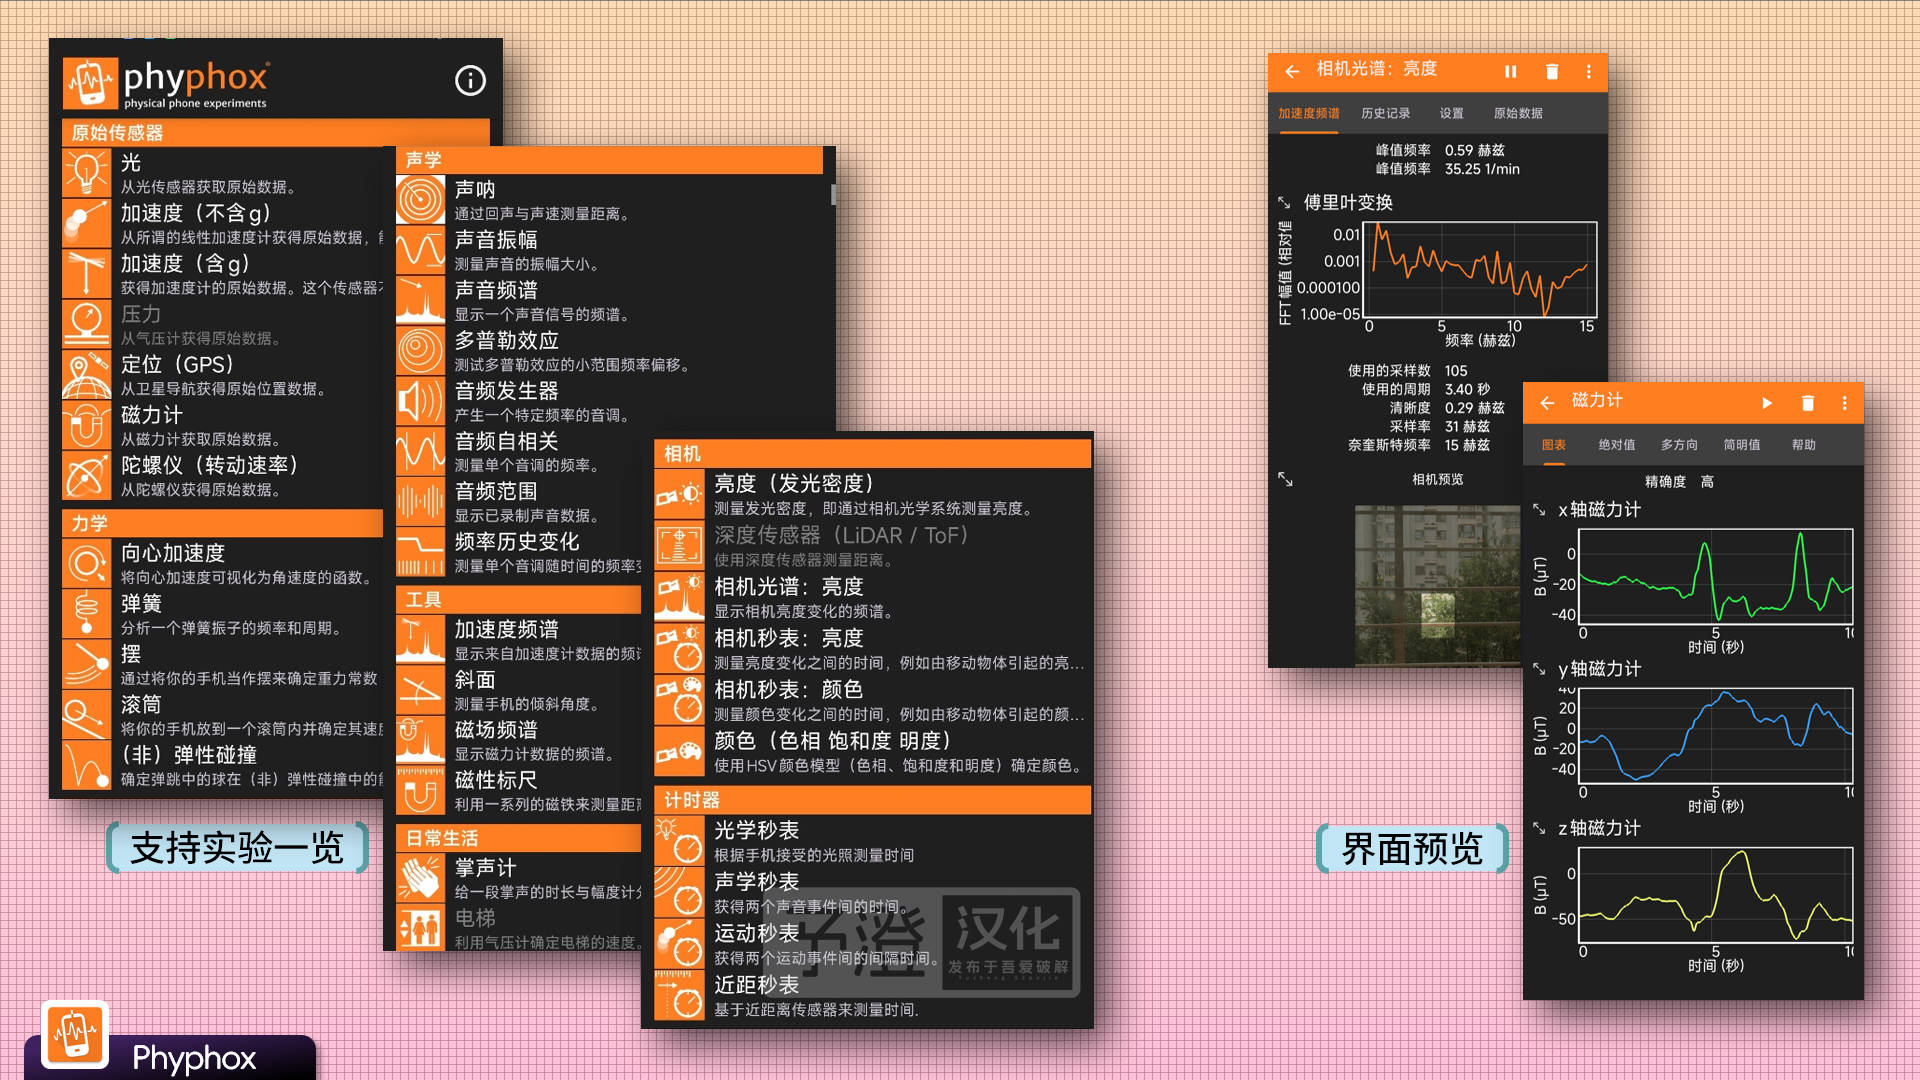 phyphox
physical phone experiments
原始传感器
光
从光传感器获取原始数据。
加速度（不含g）
从所谓的线性加速度计获得原始数据，
加速度（含g）
获得加速度计的原始数据。这个传感器
压力
从气压计获得原始数据。
定位（GPS）
从卫星导航获得原始位置数据。
磁力计
从磁力计获取原始数据。
陀螺仪（转动速率）
从陀螺仪获得原始数据。
力学
向心加速度
将向心加速度可视化为角速度的函数。
弹簧
分析一个弹簧振子的频率和周期。
摆
通过将你的手机当作摆来确定重力常数
滚筒
将你的手机放到一个滚筒内并确定其速
（非）弹性碰撞
确定弹跳中的球在（非）弹性碰撞中的
支持实验一览
声学
声呐
通过回声与声速测量距离。
声音振幅
测量声音的振幅大小。
声音频谱
显示一个声音信号的频谱。
多普勒效应
测试多普勒效应的小范围频率偏移。
音频发生器
产生一个特定频率的音调。
音频自相关
测量单个音调的频率。
音频范围
显示已录制声音数据。
频率历史变化
测量单个音调随时间的频率
工具
加速度频谱
显示来自加速度计数据的频
斜面
测量手机的倾斜角度。
磁场频谱
显示磁力计数据的频谱。
磁性标尺
利用一系列的磁铁来测量距
日常生活
掌声计
给一段掌声的时长与幅度计
电梯
利用气压计确定电梯的速度。
相机
亮度（发光密度）
测量发光密度，即通过相机光学系统测量亮度。
深度传感器（LiDAR / ToF）
使用深度传感器测量距离。
相机光谱：亮度
显示相机亮度变化的频谱。
相机秒表：亮度
测量亮度变化之间的时间，例如由移动物体引起的亮...
相机秒表：颜色
测量颜色变化之间的时间，例如由移动物体引起的颜...
颜色（色相 饱和度 明度）
使用HSV颜色模型（色相、饱和度和明度）确定颜色。
计时器
光学秒表
根据手机接受的光照测量时间
声学秒表
获得两个声音事件间的时间。
运动秒表
获得两个运动事件间的间隔时间。
近距秒表
基于近距离传感器来测量时间.
子澄
汉化
发布于吾爱破解
相机光谱：亮度
加速度频谱 历史记录 设置 原始数据
峰值频率 0.59 赫兹
峰值频率 35.25 1/min
傅里叶变换
FFT 幅值 (相对值
0.01
0.001
0.000100
1.00e-05
0 5 10 15
频率 (赫兹)
使用的采样数 105
使用的周期 3.40 秒
清晰度 0.29 赫兹
采样率 31 赫兹
奈奎斯特频率 15 赫兹
相机预览
界面预览
磁力计
图表 绝对值 多方向 简明值 帮助
精确度 高
x轴磁力计
B (µT)
0
-20
-40
0 5 10
时间 (秒)
y轴磁力计
B (µT)
40
20
0
-20
-40
0 5 10
时间 (秒)
z轴磁力计
B (µT)
0
-50
0 5 10
时间 (秒)
Phyphox